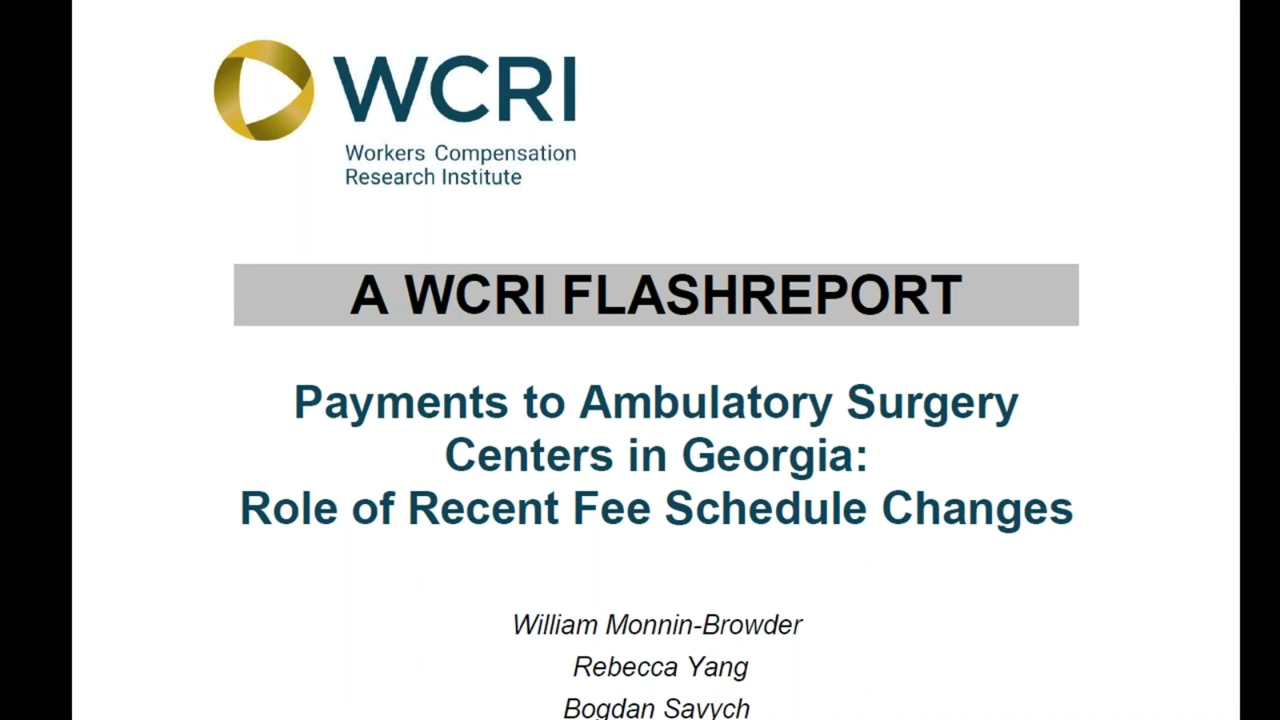 WCRI
Workers Compensation
Research Institute
A WCRI FLASHREPORT
Payments to Ambulatory Surgery
Centers in Georgia:
Role of Recent Fee Schedule Changes
William Monnin-Browder
Rebecca Yang
Bogdan Savych